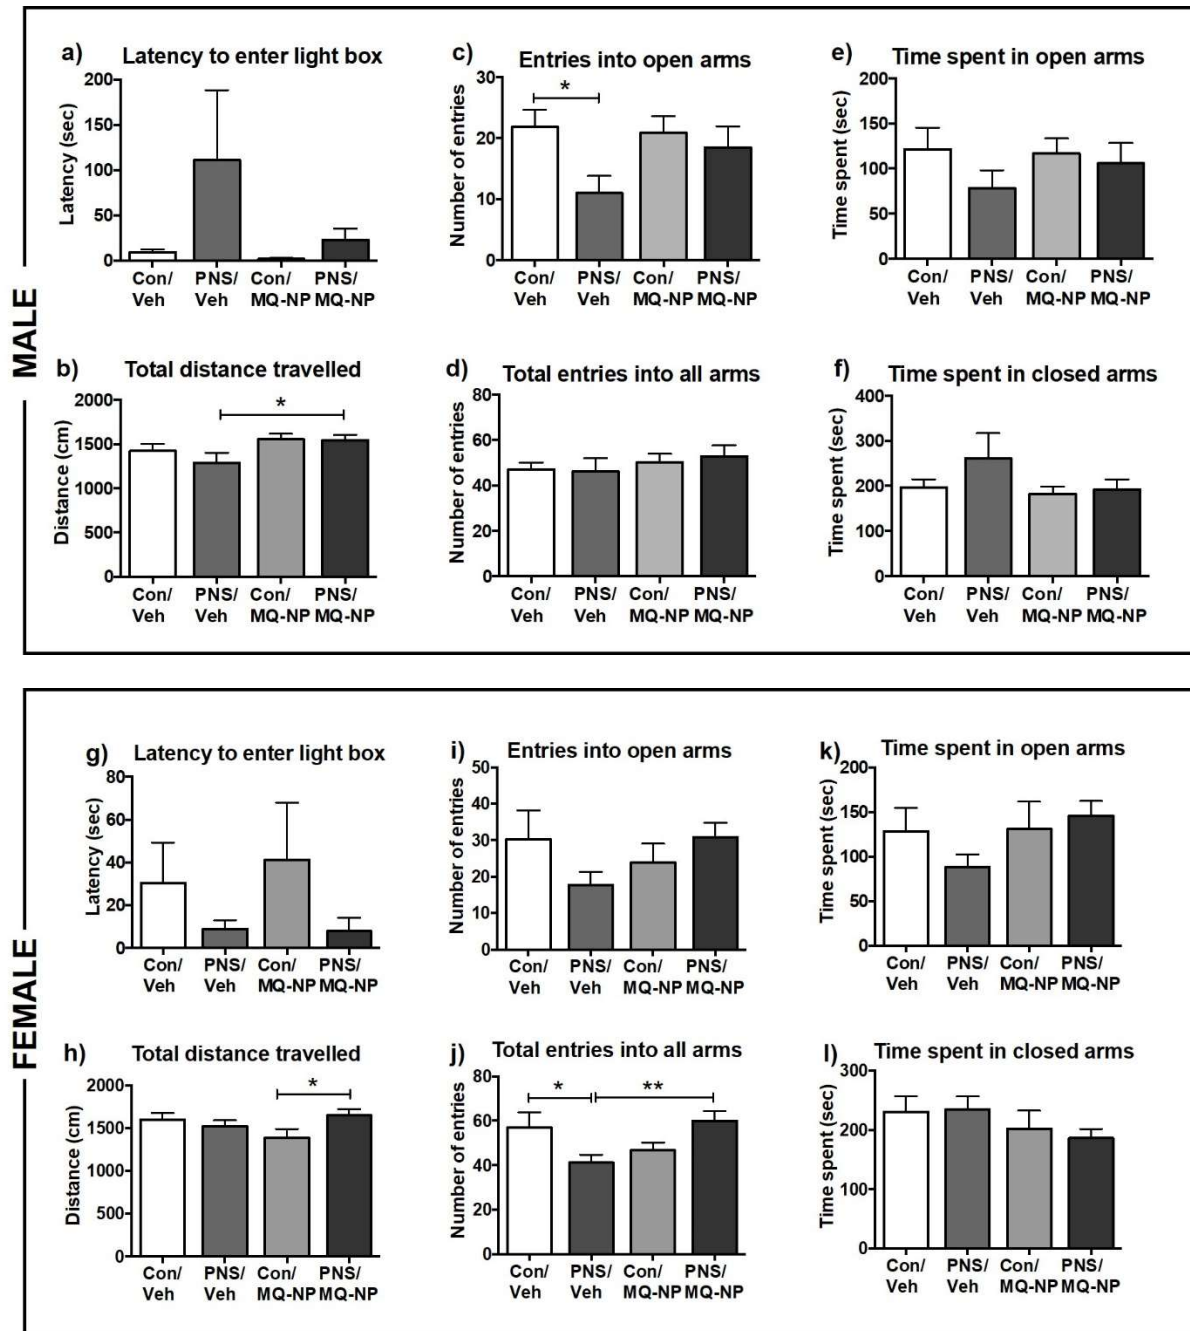 MALE
a) Latency to enter light box
Latency (sec)
200
150
100
50
0
Con/ PNS/ Con/ PNS/
Veh Veh MQ-NP MQ-NP
c) Entries into open arms
Number of entries
30
20
10
0
*
Con/ PNS/ Con/ PNS/
Veh Veh MQ-NP MQ-NP
e) Time spent in open arms
Time spent (sec)
200
150
100
50
0
Con/ PNS/ Con/ PNS/
Veh Veh MQ-NP MQ-NP
b) Total distance travelled
Distance (cm)
2000
1500
1000
500
0
*
Con/ PNS/ Con/ PNS/
Veh Veh MQ-NP MQ-NP
d) Total entries into all arms
Number of entries
80
60
40
20
0
Con/ PNS/ Con/ PNS/
Veh Veh MQ-NP MQ-NP
f) Time spent in closed arms
Time spent (sec)
400
300
200
100
0
Con/ PNS/ Con/ PNS/
Veh Veh MQ-NP MQ-NP
FEMALE
g) Latency to enter light box
Latency (sec)
80
60
40
20
0
Con/ PNS/ Con/ PNS/
Veh Veh MQ-NP MQ-NP
i) Entries into open arms
Number of entries
50
40
30
20
10
0
Con/ PNS/ Con/ PNS/
Veh Veh MQ-NP MQ-NP
k) Time spent in open arms
Time spent (sec)
200
150
100
50
0
Con/ PNS/ Con/ PNS/
Veh Veh MQ-NP MQ-NP
h) Total distance travelled
Distance (cm)
2000
1500
1000
500
0
*
Con/ PNS/ Con/ PNS/
Veh Veh MQ-NP MQ-NP
j) Total entries into all arms
Number of entries
80
60
40
20
0
* **
Con/ PNS/ Con/ PNS/
Veh Veh MQ-NP MQ-NP
l) Time spent in closed arms
Time spent (sec)
300
200
100
0
Con/ PNS/ Con/ PNS/
Veh Veh MQ-NP MQ-NP